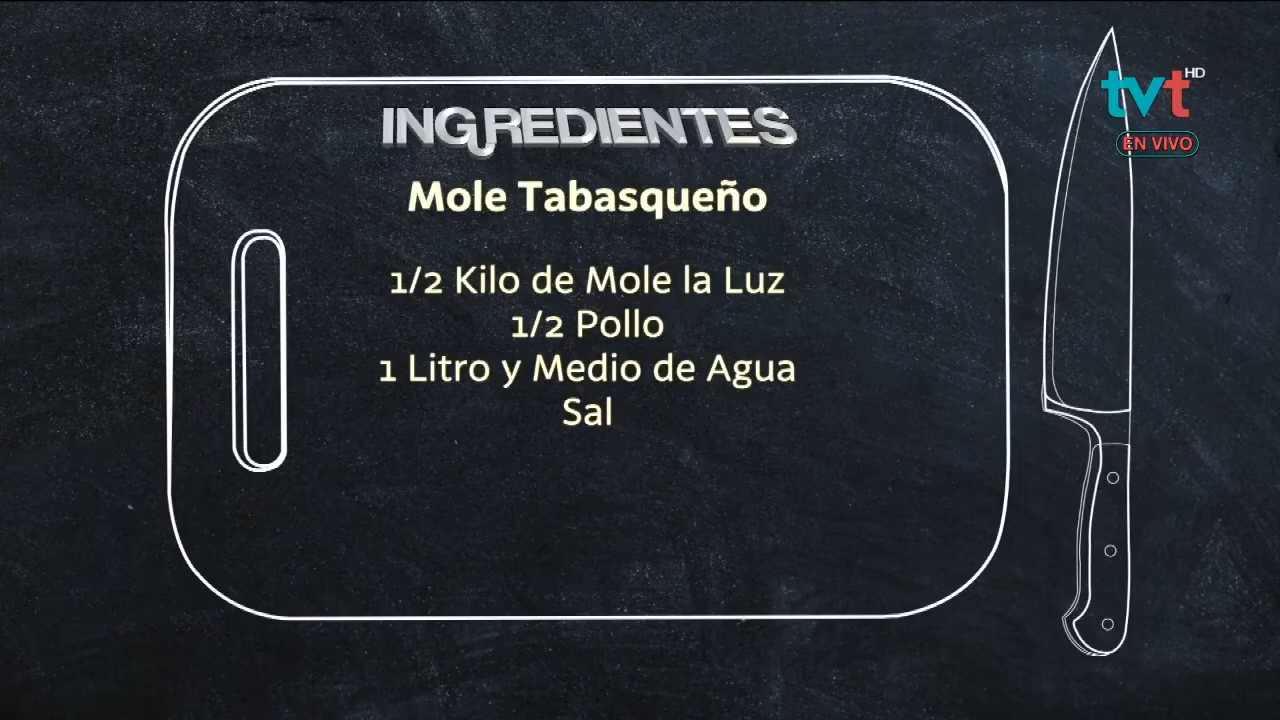 tvt HD
EN VIVO
INGREDIENTES
Mole Tabasqueño
1/2 Kilo de Mole la Luz
1/2 Pollo
1 Litro y Medio de Agua
Sal